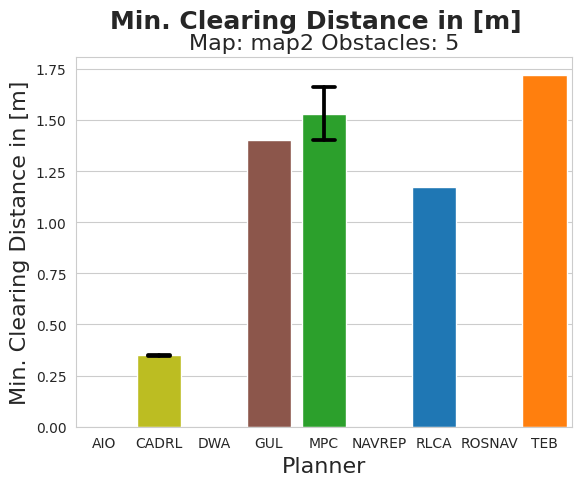 Min. Clearing Distance in [m]
Map: map2 Obstacles: 5
Min. Clearing Distance in [m]
1.75
1.50
1.25
1.00
0.75
0.50
0.25
0.00
AIO CADRL DWA GUL MPC NAVREP RLCA ROSNAV TEB
Planner